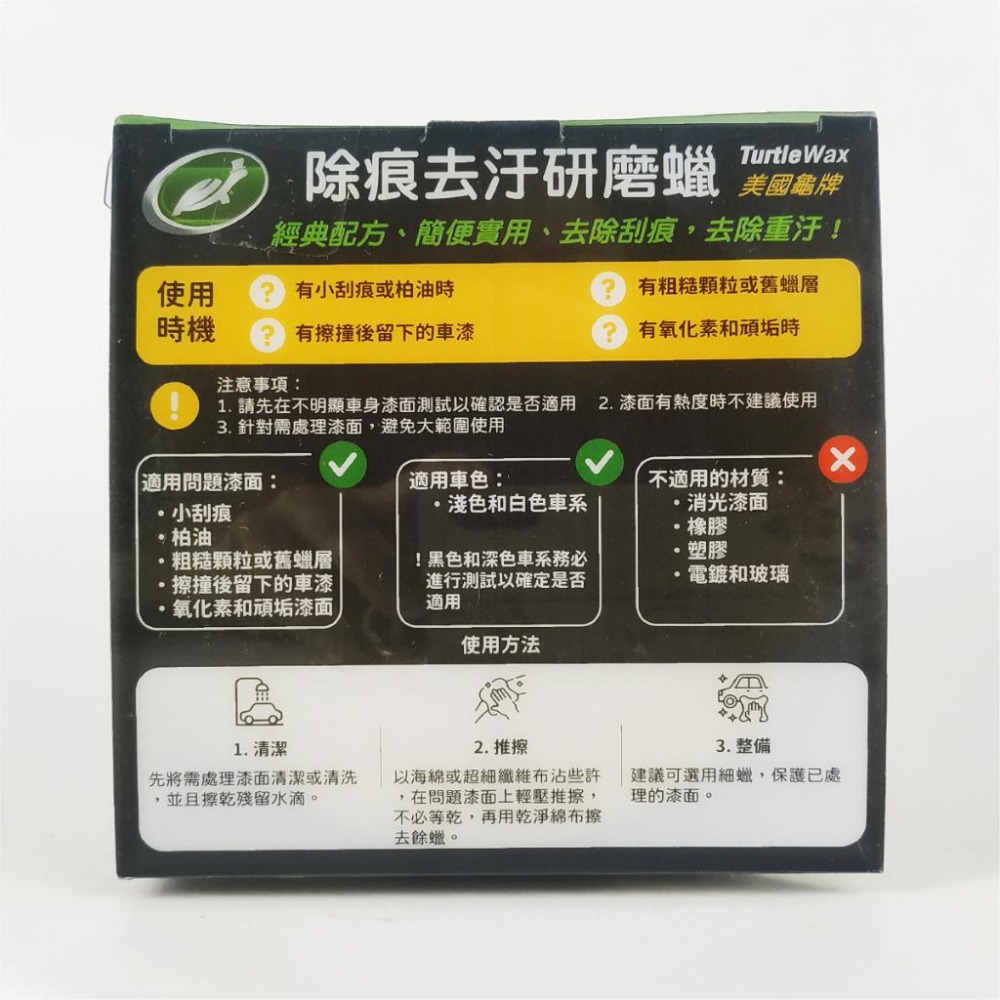 除痕去汙研磨蠟
TurtleWax
美國龜牌
經典配方、簡便實用、去除刮痕，去除重汙！
使用
時機
? 有小刮痕或柏油時
? 有粗糙顆粒或舊蠟層
? 有擦撞後留下的車漆
? 有氧化素和頑垢時
!
注意事項：
1. 請先在不明顯車身漆面測試以確認是否適用 2. 漆面有熱度時不建議使用
3. 針對需處理漆面，避免大範圍使用
適用問題漆面：
・小刮痕
・柏油
・粗糙顆粒或舊蠟層
・擦撞後留下的車漆
・氧化素和頑垢漆面
適用車色：
・淺色和白色車系
！黑色和深色車系務必
進行測試以確定是否
適用
不適用的材質：
・消光漆面
・橡膠
・塑膠
・電鍍和玻璃
使用方法
1. 清潔
先將需處理漆面清潔或清洗
，並且擦乾殘留水滴。
2. 推擦
以海綿或超細纖維布沾些許
，在問題漆面上輕壓推擦，
不必等乾，再用乾淨綿布擦
去餘蠟。
3. 整備
建議可選用細蠟，保護已處
理的漆面。